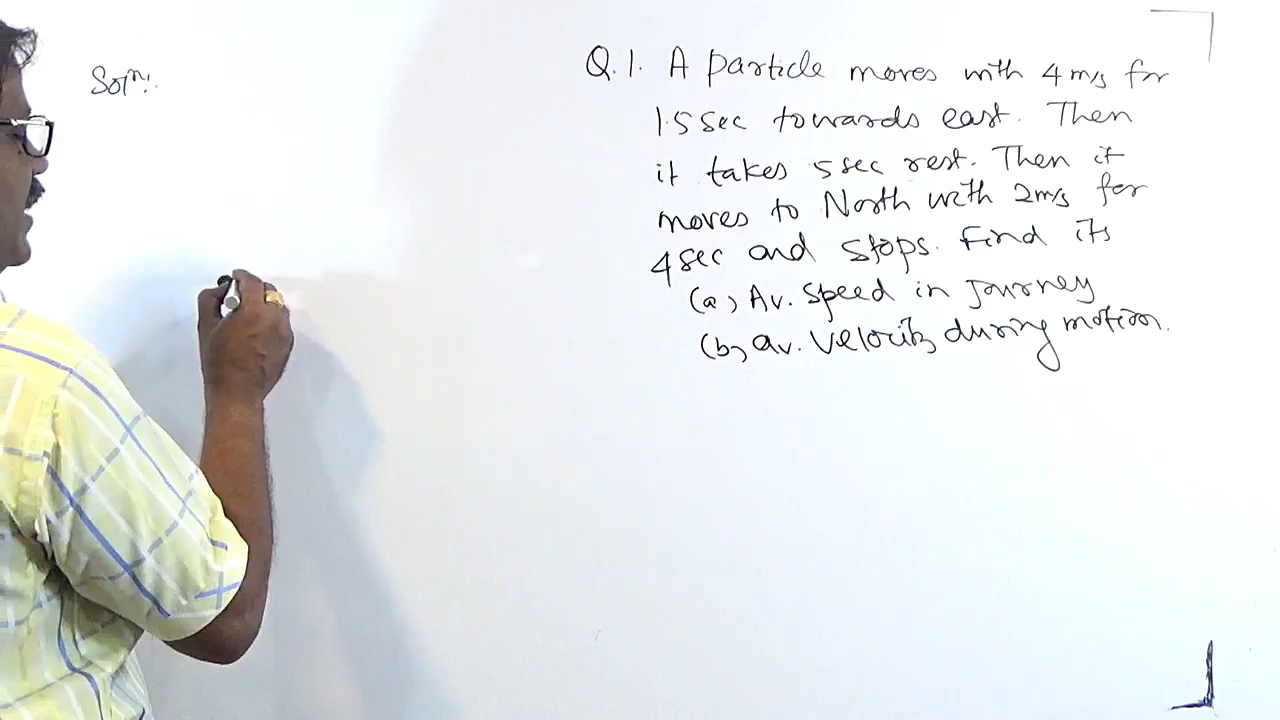 Solⁿ:
Q.1. A particle moves with 4 m/s for
1.5 sec towards east. Then
it takes 5 sec rest. Then it
moves to North with 2 m/s for
4 sec and stops. Find its
(a) Av. speed in journey
(b) av. velocity during motion.